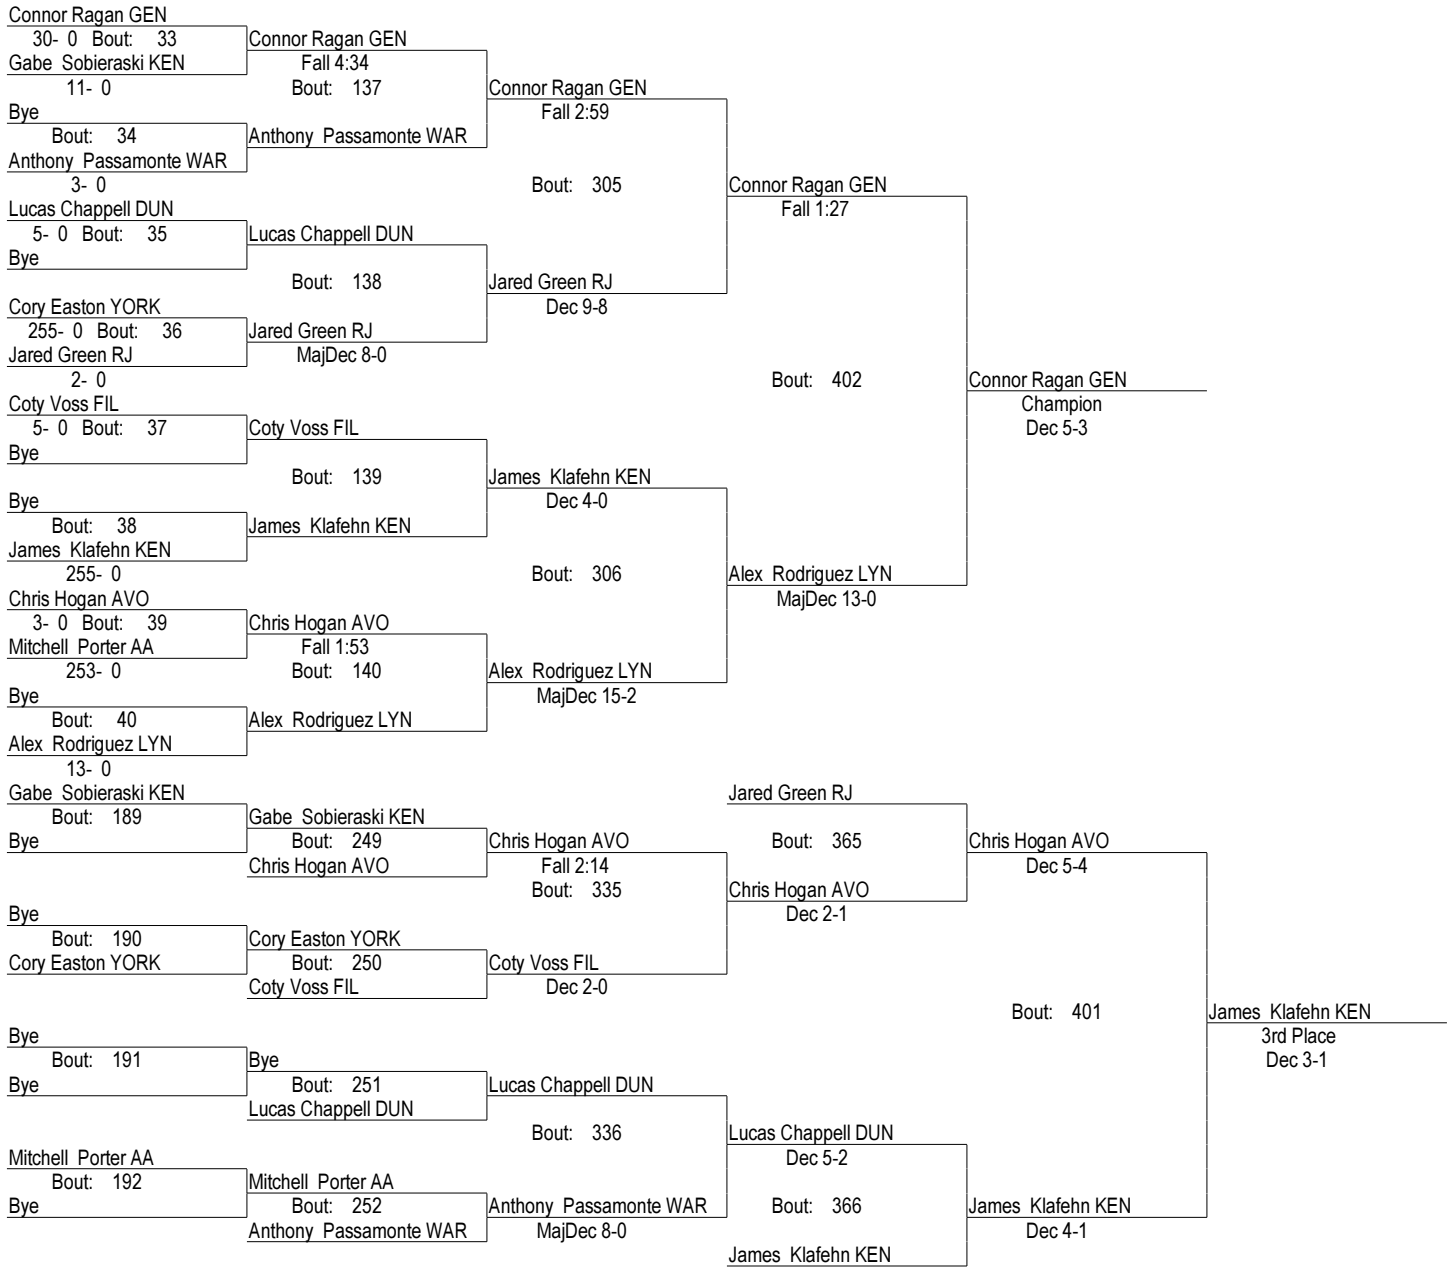 Connor Ragan GEN
30- 0 Bout: 33 Connor Ragan GEN
Gabe Sobieraski KEN Fall 4:34
11- 0 Bout: 137 Connor Ragan GEN
Bye Fall 2:59
Bout: 34 Anthony Passamonte WAR
Anthony Passamonte WAR
3- 0 Bout: 305 Connor Ragan GEN
Lucas Chappell DUN Fall 1:27
5- 0 Bout: 35 Lucas Chappell DUN
Bye
Bout: 138 Jared Green RJ
Cory Easton YORK Dec 9-8
255- 0 Bout: 36 Jared Green RJ
Jared Green RJ MajDec 8-0
2- 0 Bout: 402 Connor Ragan GEN
Coty Voss FIL Champion
5- 0 Bout: 37 Coty Voss FIL Dec 5-3
Bye
Bout: 139 James Klafehn KEN
Bye Dec 4-0
Bout: 38 James Klafehn KEN
James Klafehn KEN
255- 0 Bout: 306 Alex Rodriguez LYN
Chris Hogan AVO MajDec 13-0
3- 0 Bout: 39 Chris Hogan AVO
Mitchell Porter AA Fall 1:53
253- 0 Bout: 140 Alex Rodriguez LYN
Bye MajDec 15-2
Bout: 40 Alex Rodriguez LYN
Alex Rodriguez LYN
13- 0
Gabe Sobieraski KEN Jared Green RJ
Bout: 189 Gabe Sobieraski KEN
Bye Bout: 249 Chris Hogan AVO Bout: 365 Chris Hogan AVO
Chris Hogan AVO Fall 2:14 Dec 5-4
Bout: 335 Chris Hogan AVO
Bye Dec 2-1
Bout: 190 Cory Easton YORK
Cory Easton YORK Bout: 250 Coty Voss FIL
Coty Voss FIL Dec 2-0
Bout: 401 James Klafehn KEN
Bye 3rd Place
Bout: 191 Bye Dec 3-1
Bye Bout: 251 Lucas Chappell DUN
Lucas Chappell DUN
Bout: 336 Lucas Chappell DUN
Mitchell Porter AA Dec 5-2
Bout: 192 Mitchell Porter AA
Bye Bout: 252 Anthony Passamonte WAR Bout: 366 James Klafehn KEN
Anthony Passamonte WAR MajDec 8-0 Dec 4-1
James Klafehn KEN